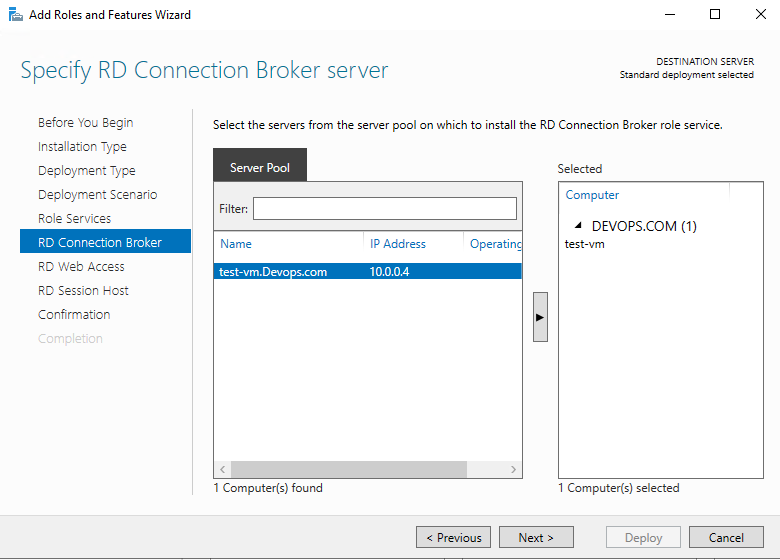 Add Roles and Features Wizard
Specify RD Connection Broker server
DESTINATION SERVER
Standard deployment selected
Before You Begin
Installation Type
Deployment Type
Deployment Scenario
Role Services
RD Connection Broker
RD Web Access
RD Session Host
Confirmation
Completion
Select the servers from the server pool on which to install the RD Connection Broker role service.
Server Pool
Filter:
Name IP Address Operating
test-vm.Devops.com 10.0.0.4
1 Computer(s) found
Selected
Computer
DEVOPS.COM (1)
test-vm
1 Computer(s) selected
< Previous Next > Deploy Cancel